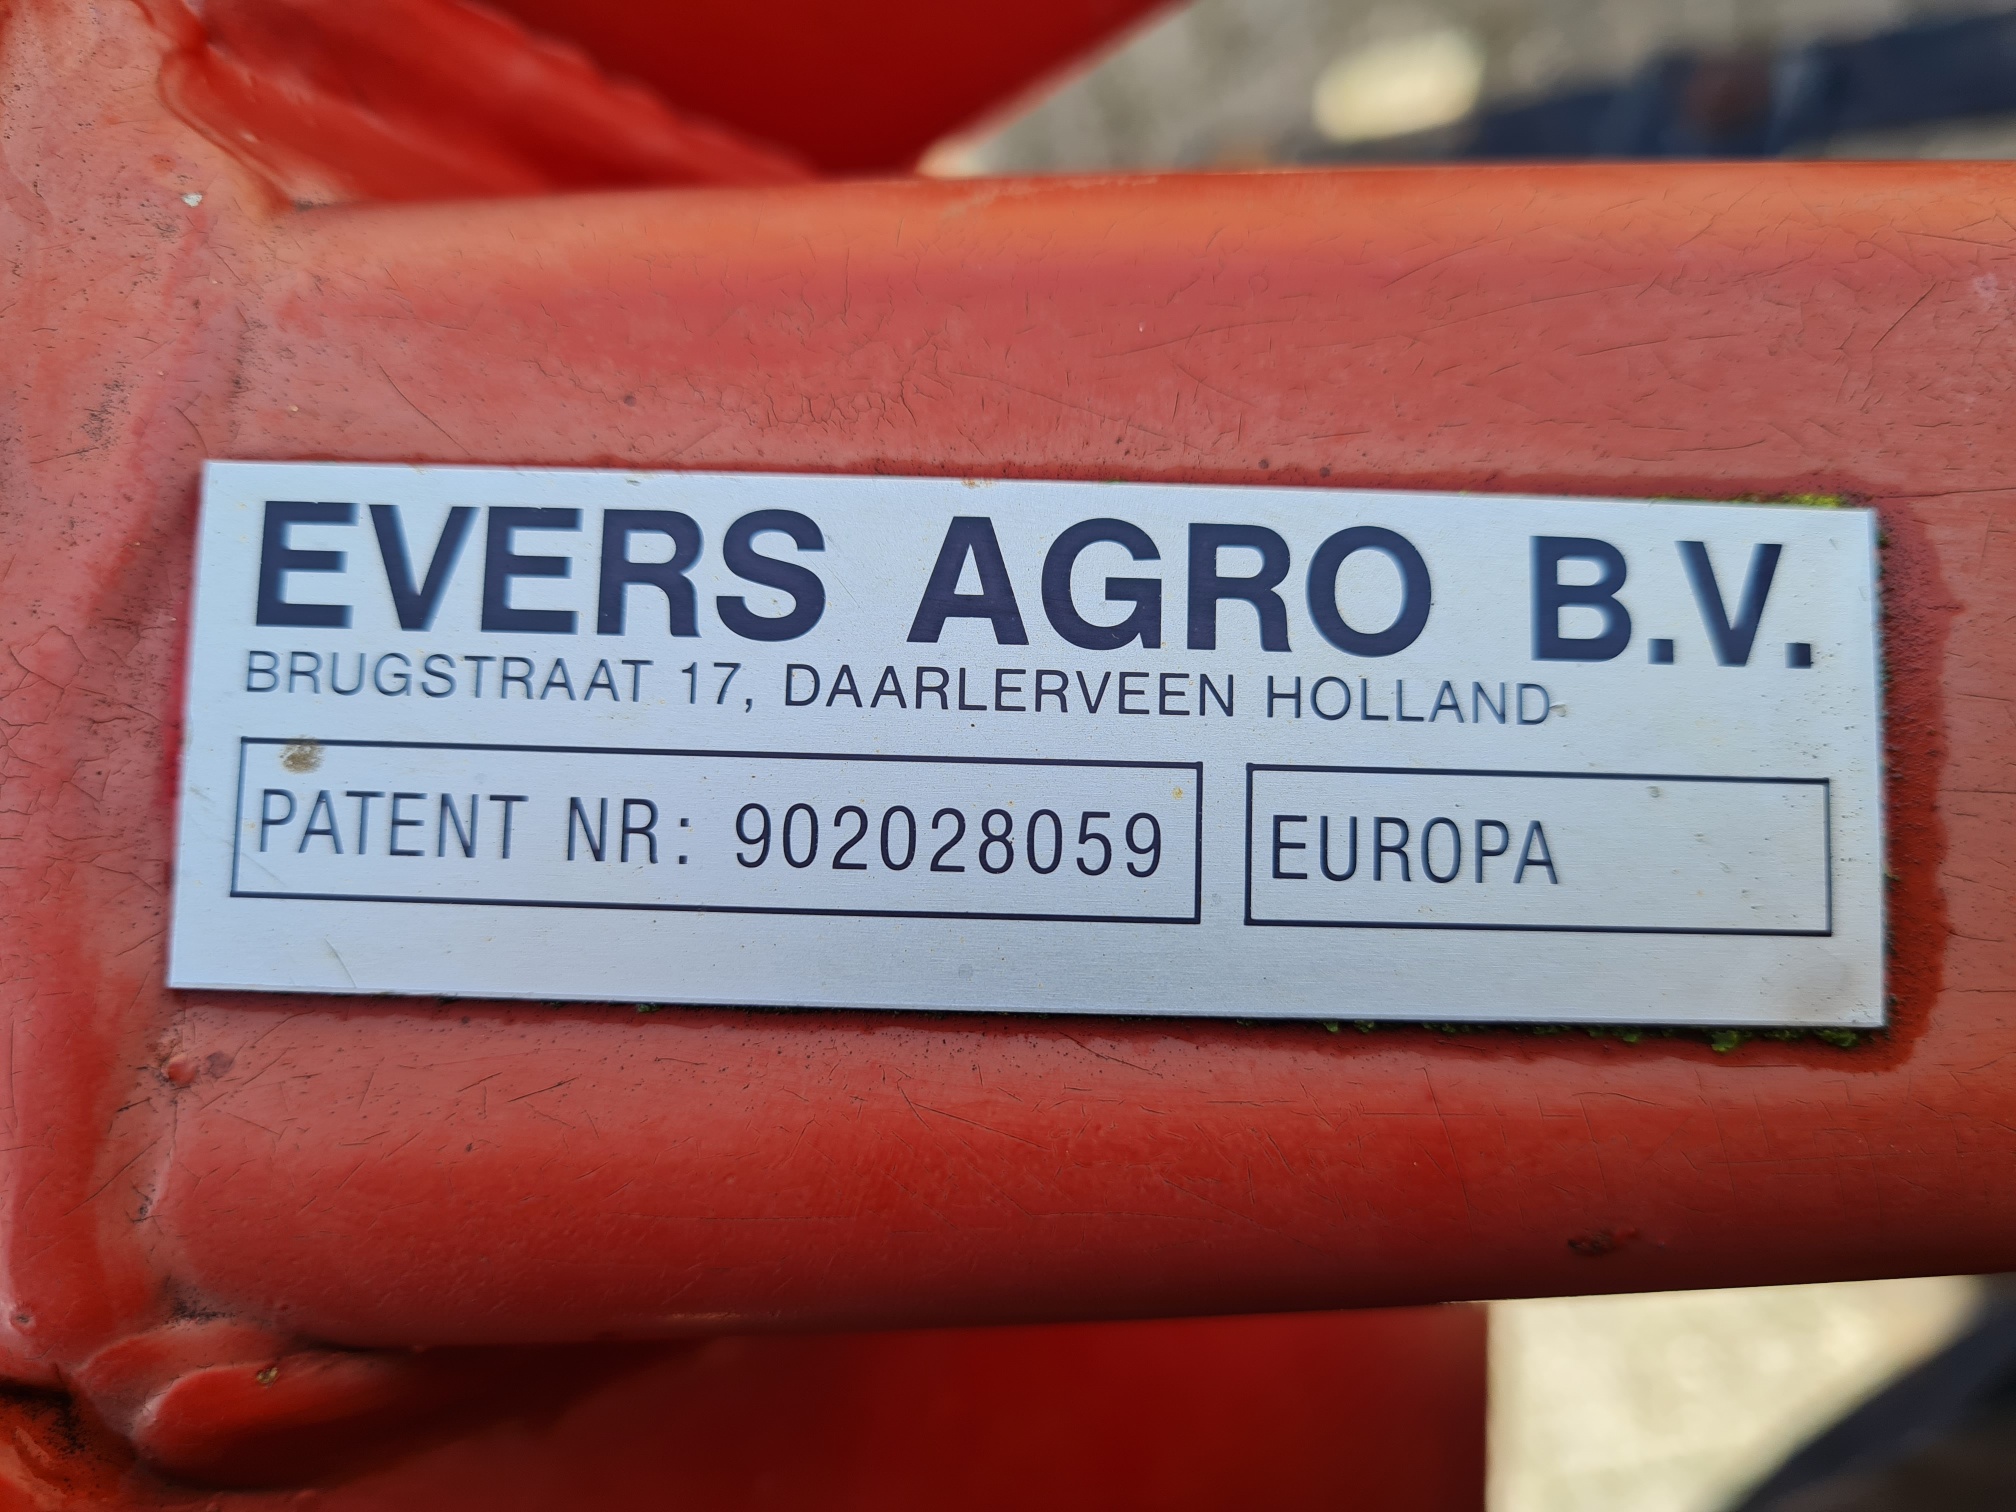 EVERS AGRO B.V.
BRUGSTRAAT 17, DAARLERVEEN HOLLAND
PATENT NR: 902028059 EUROPA